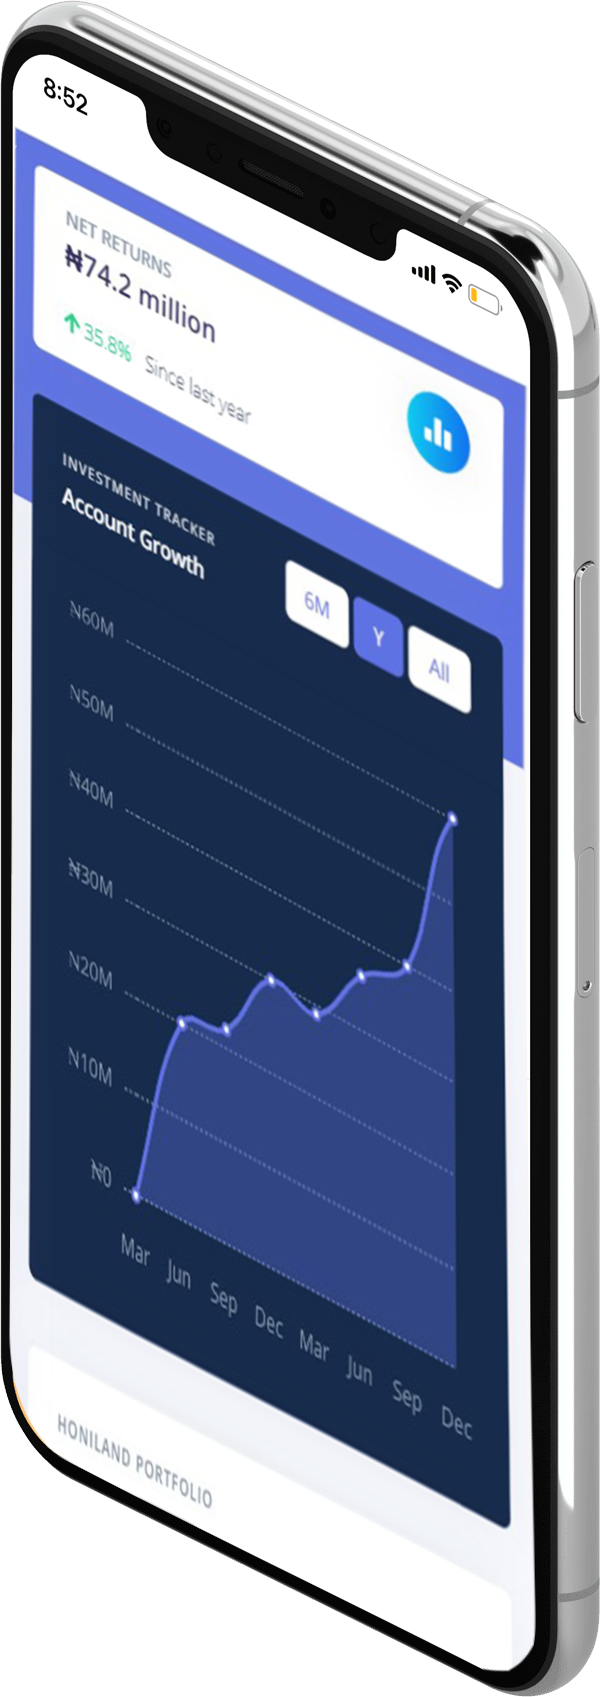 8:52
NET RETURNS
₦74.2 million
35.8% Since last year
INVESTMENT TRACKER
Account Growth
6M Y All
₦60M
₦50M
₦40M
₦30M
₦20M
₦10M
₦0
Mar Jun Sep Dec Mar Jun Sep Dec
HONILAND PORTFOLIO